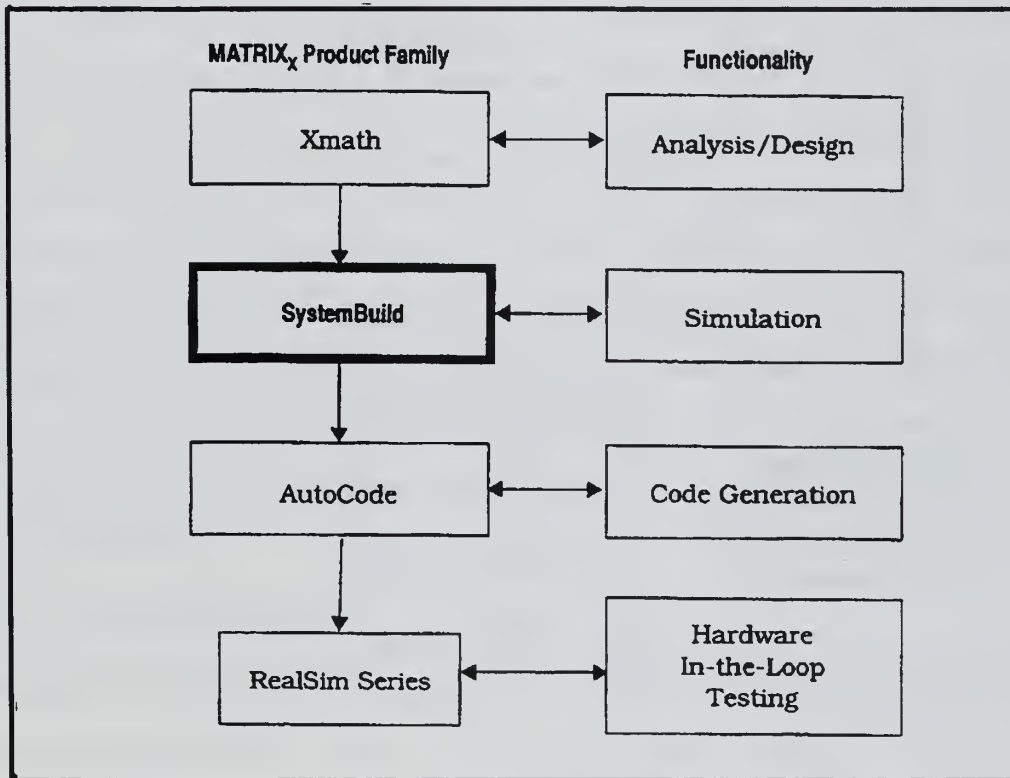 MATRIXX Product Family
Functionality
Xmath
Analysis/Design
SystemBuild
Simulation
AutoCode
Code Generation
RealSim Series
Hardware
In-the-Loop
Testing